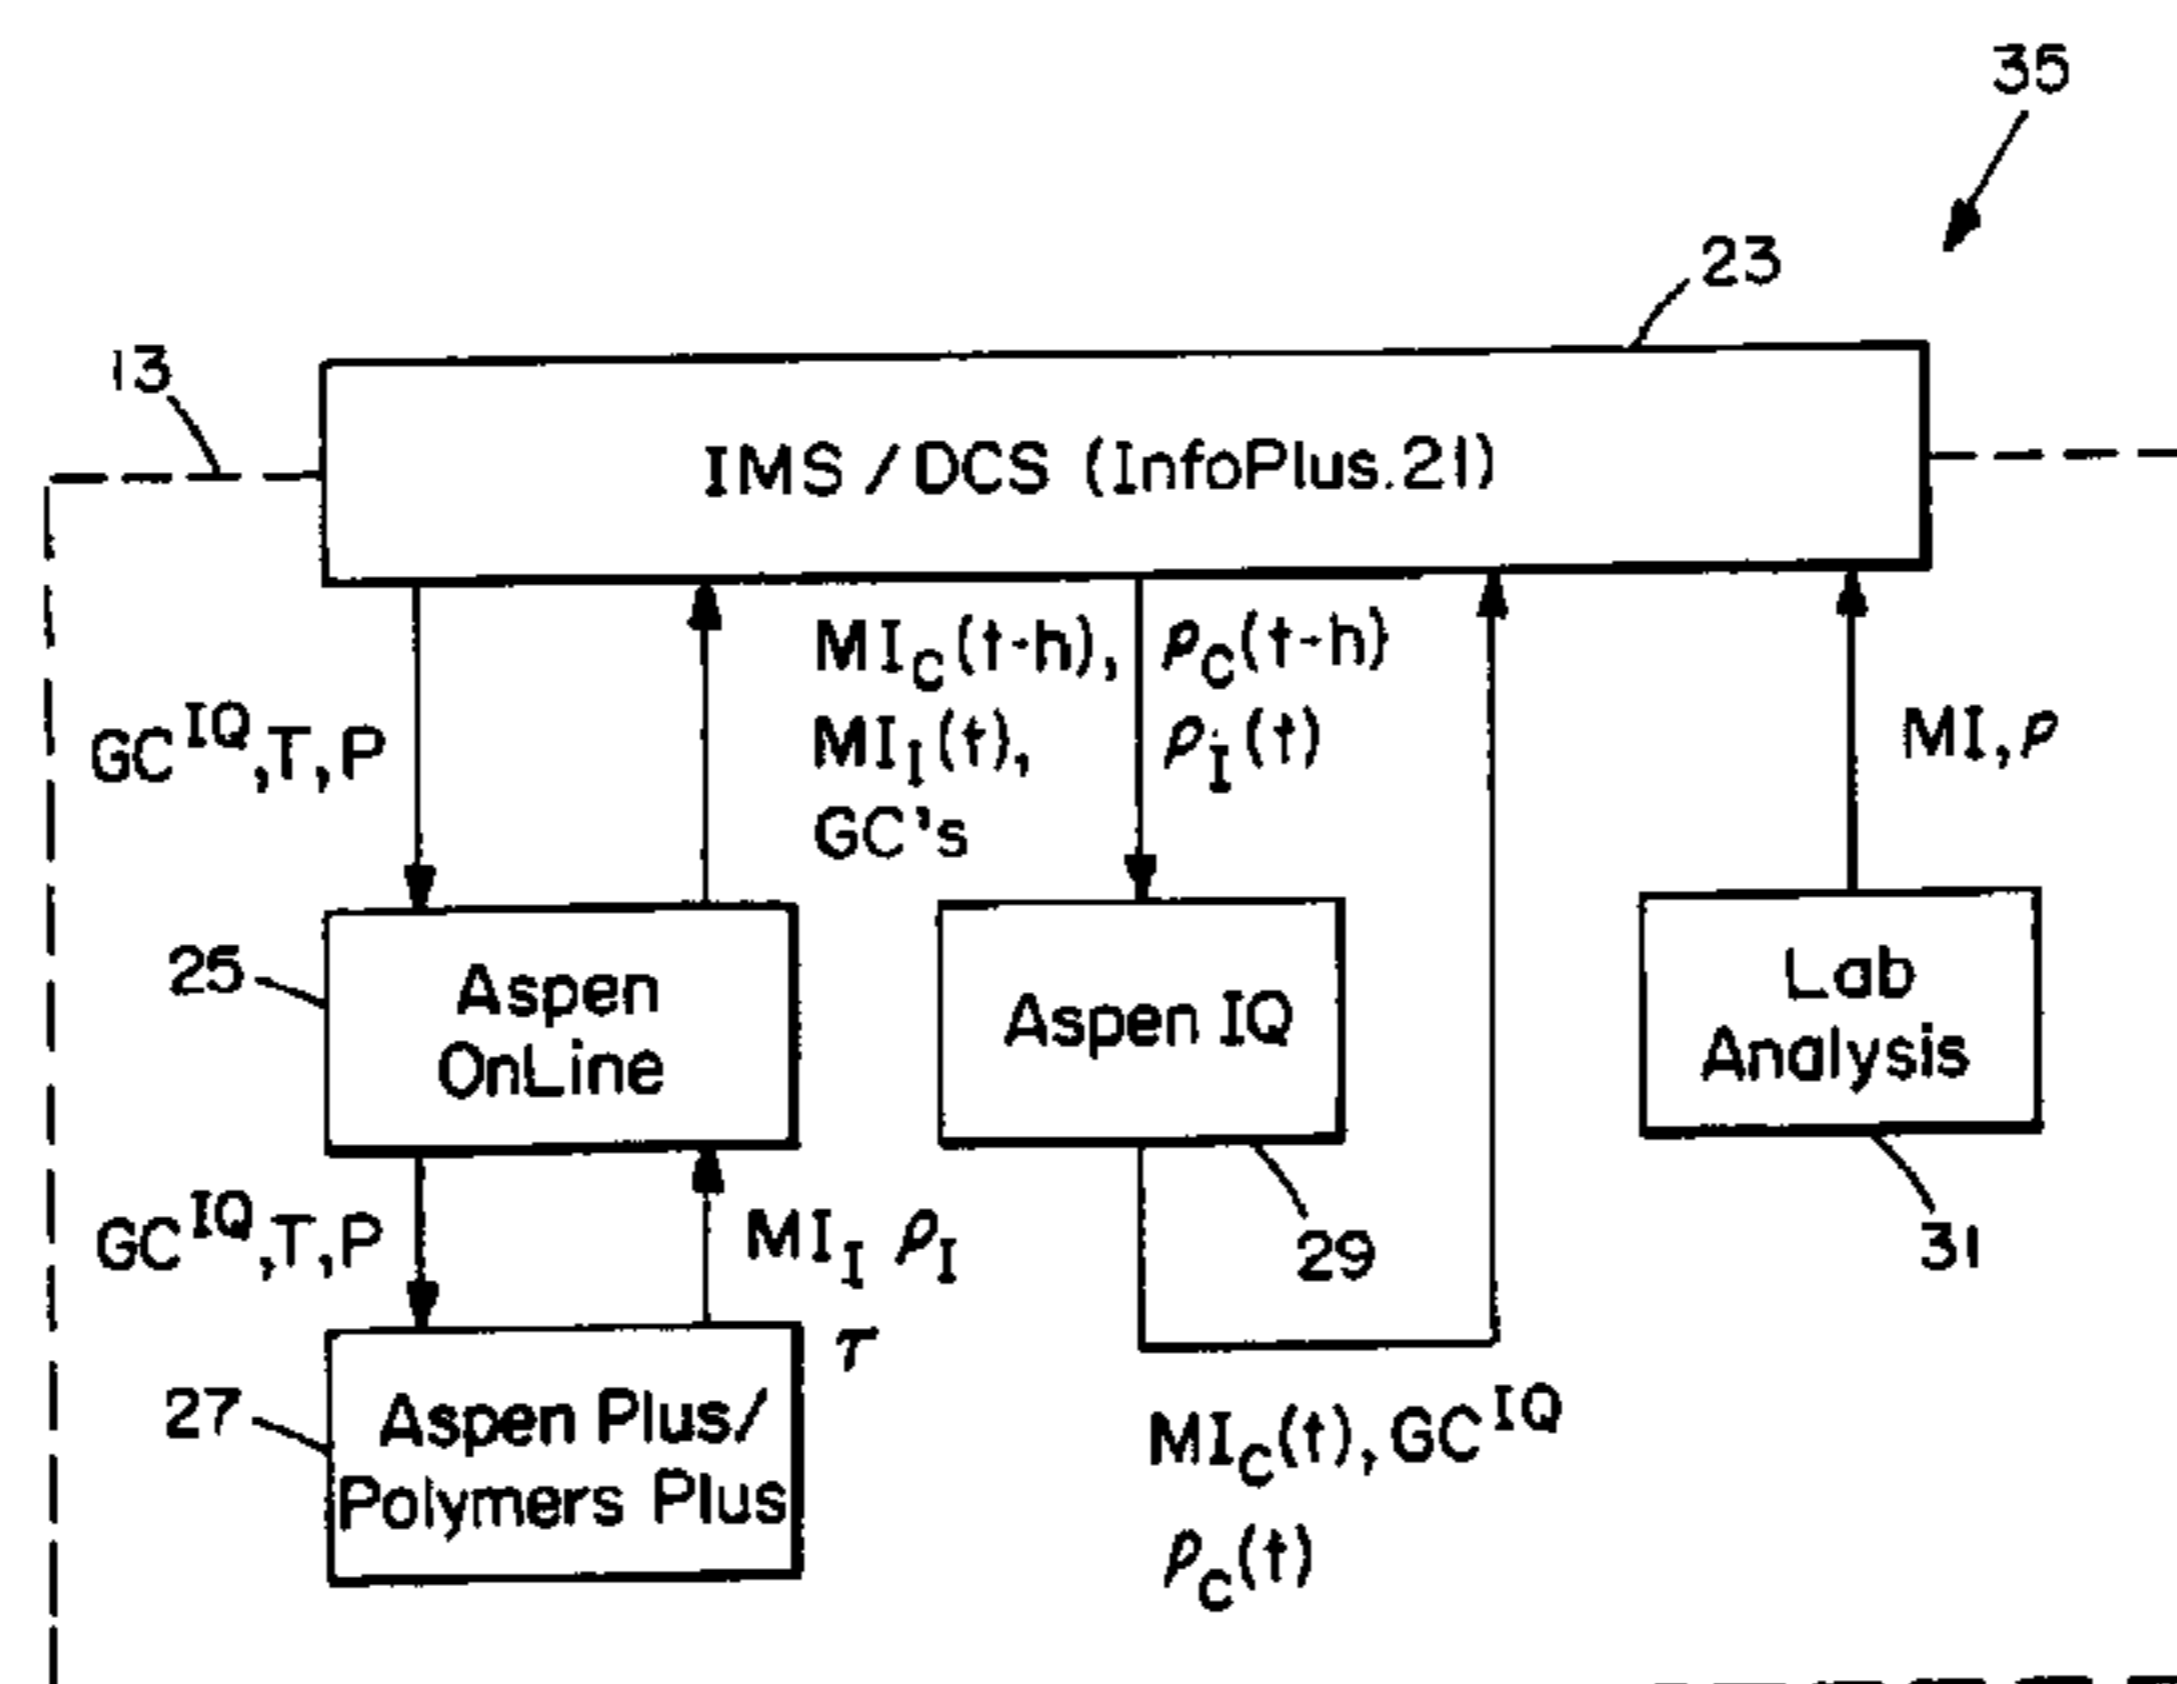 35
23
13
IMS / DCS (InfoPlus.21)
MI_C(t-h), ρ_C(t-h)
GC^IQ, T, P
MI_I(t), ρ_I(t)
MI, ρ
GC's
25
Aspen
OnLine
Aspen IQ
Lab
Analysis
GC^IQ, T, P
MI_I ρ_I
τ
29
31
27
Aspen Plus/
Polymers Plus
MI_C(t), GC^IQ
ρ_C(t)